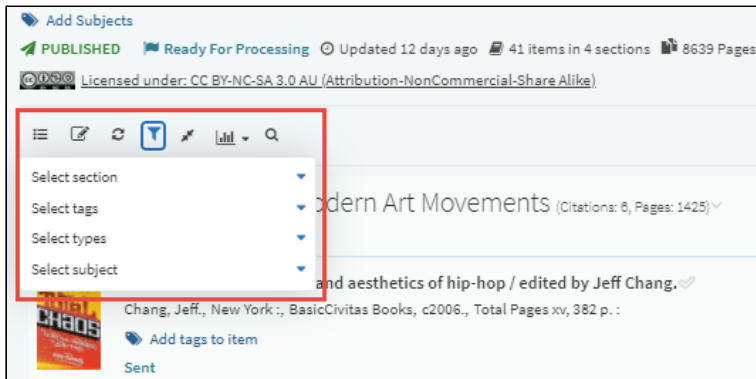 Add Subjects
PUBLISHED Ready For Processing Updated 12 days ago 41 items in 4 sections 8639 Pages
Licensed under: CC BY-NC-SA 3.0 AU (Attribution-NonCommercial-Share Alike)
Select section
Select tags
Select types
Select subject
odern Art Movements (Citations: 6, Pages: 1425)
and aesthetics of hip-hop / edited by Jeff Chang.
TOTAL CHAOS
Chang, Jeff., New York :, BasicCivitas Books, c2006., Total Pages xv, 382 p. :
Add tags to item
Sent